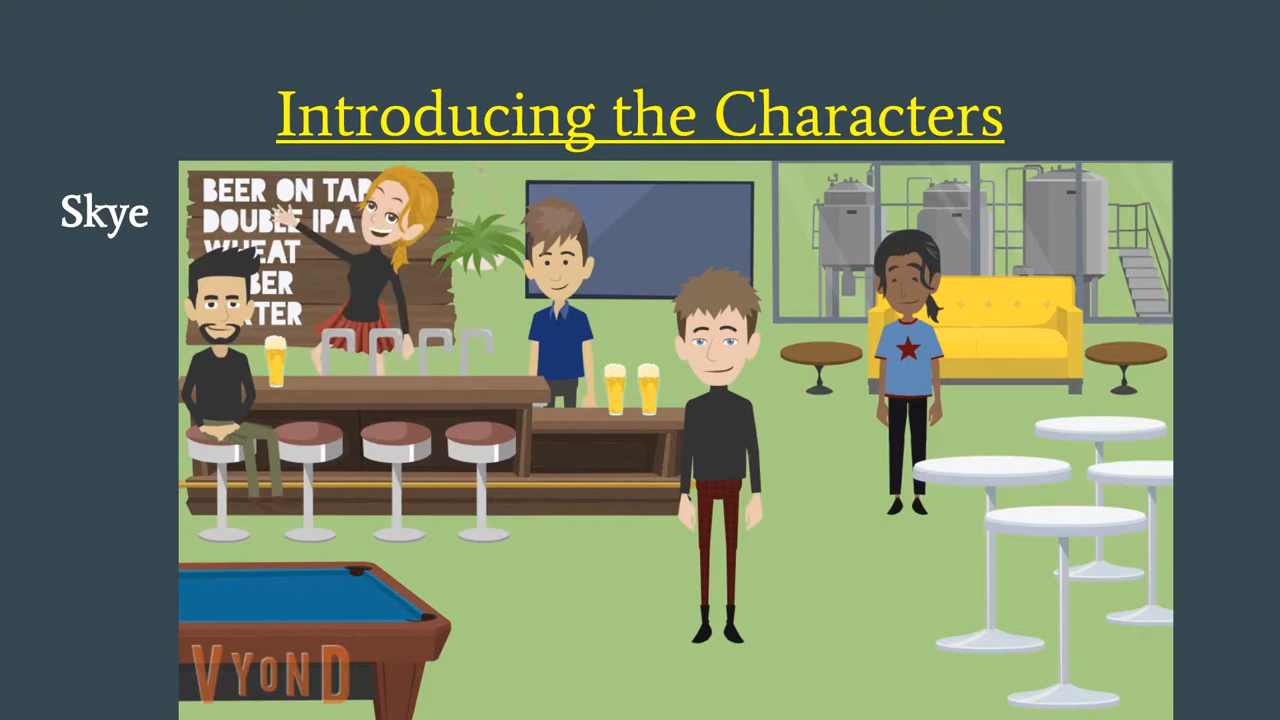 Introducing the Characters
Skye
BEER ON TAP
DOUBLE IPA
WHEAT
VYOND